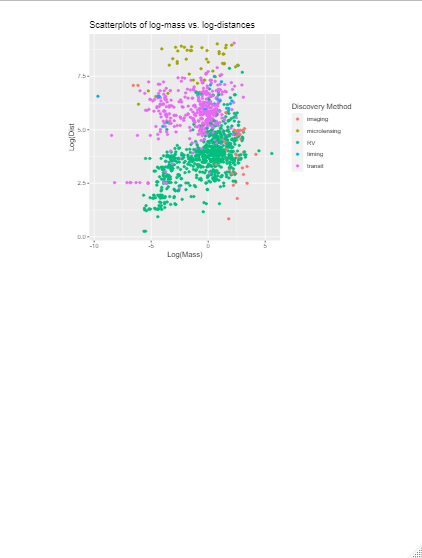 Scatterplots of log-mass vs. log-distances
7.5
5.0
2.5
0.0
Log(Dist
-10
-5
0
5
Log(Mass)
Discovery Method
imaging
microlensing
RV
timing
transit